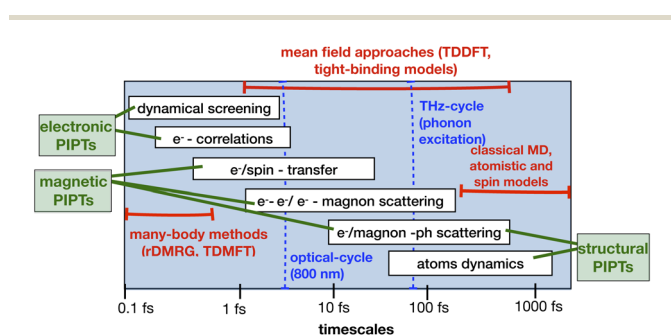 mean field approaches (TDDFT,
tight-binding models)
dynamical screening
THz-cycle
(phonon
excitation)
electronic
PIPTs
e⁻ - correlations
classical MD,
atomistic and
spin models
e⁻/spin - transfer
magnetic
PIPTs
e⁻- e⁻/ e⁻ - magnon scattering
many-body methods
(rDMRG, TDMFT)
e⁻/magnon -ph scattering
structural
PIPTs
optical-cycle
(800 nm)
atoms dynamics
0.1 fs
1 fs
10 fs
100 fs
1000 fs
timescales